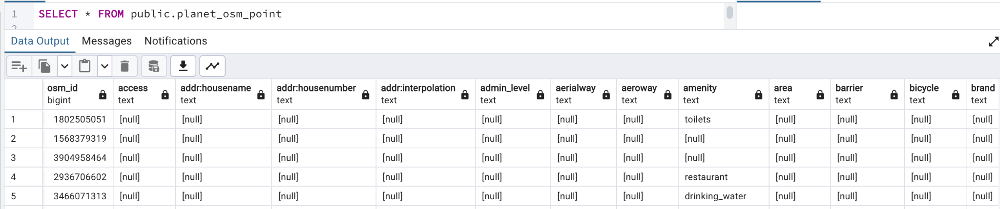 1 SELECT * FROM public.planet_osm_point
2
Data Output Messages Notifications
osm_id access addr:housename addr:housenumber addr:interpolation admin_level aerialway aeroway amenity area barrier bicycle brand
bigint text text text text text text text text text text text text
1 1802505051 [null] [null] [null] [null] [null] [null] [null] toilets [null] [null] [null] [null]
2 1568379319 [null] [null] [null] [null] [null] [null] [null] [null] [null] [null] [null] [null]
3 3904958464 [null] [null] [null] [null] [null] [null] [null] [null] [null] [null] [null] [null]
4 2936706602 [null] [null] [null] [null] [null] [null] [null] restaurant [null] [null] [null] [null]
5 3466071313 [null] [null] [null] [null] [null] [null] [null] drinking_water [null] [null] [null] [null]